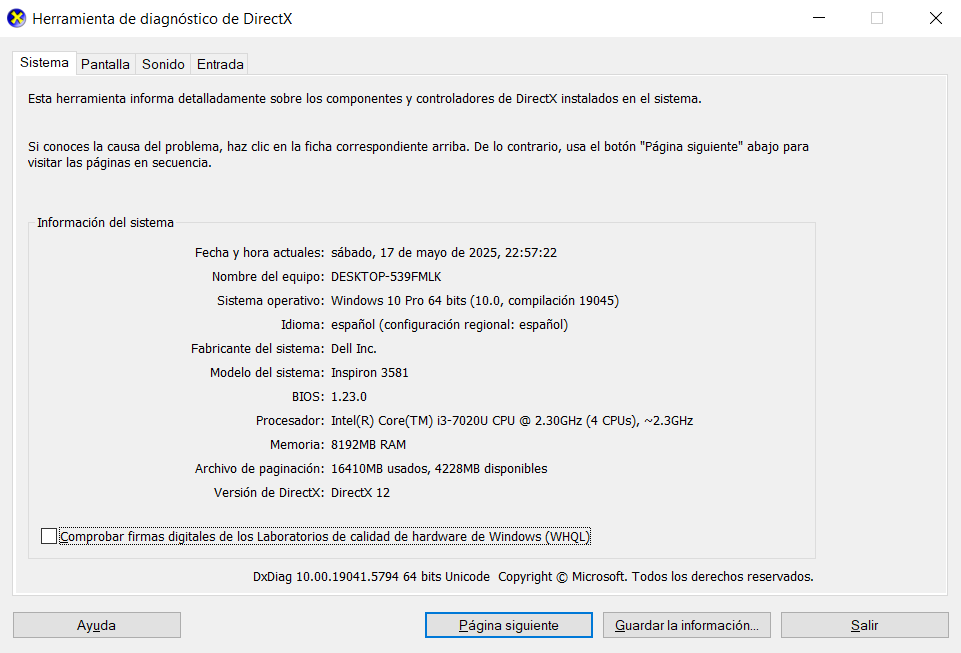 Herramienta de diagnóstico de DirectX
Sistema
Pantalla
Sonido
Entrada
Esta herramienta informa detalladamente sobre los componentes y controladores de DirectX instalados en el sistema.
Si conoces la causa del problema, haz clic en la ficha correspondiente arriba. De lo contrario, usa el botón "Página siguiente" abajo para
visitar las páginas en secuencia.
Información del sistema
Fecha y hora actuales: sábado, 17 de mayo de 2025, 22:57:22
Nombre del equipo: DESKTOP-539FMLK
Sistema operativo: Windows 10 Pro 64 bits (10.0, compilación 19045)
Idioma: español (configuración regional: español)
Fabricante del sistema: Dell Inc.
Modelo del sistema: Inspiron 3581
BIOS: 1.23.0
Procesador: Intel(R) Core(TM) i3-7020U CPU @ 2.30GHz (4 CPUs), ~2.3GHz
Memoria: 8192MB RAM
Archivo de paginación: 16410MB usados, 4228MB disponibles
Versión de DirectX: DirectX 12
Comprobar firmas digitales de los Laboratorios de calidad de hardware de Windows (WHQL)
DxDiag 10.00.19041.5794 64 bits Unicode Copyright © Microsoft. Todos los derechos reservados.
Ayuda
Página siguiente
Guardar la información...
Salir